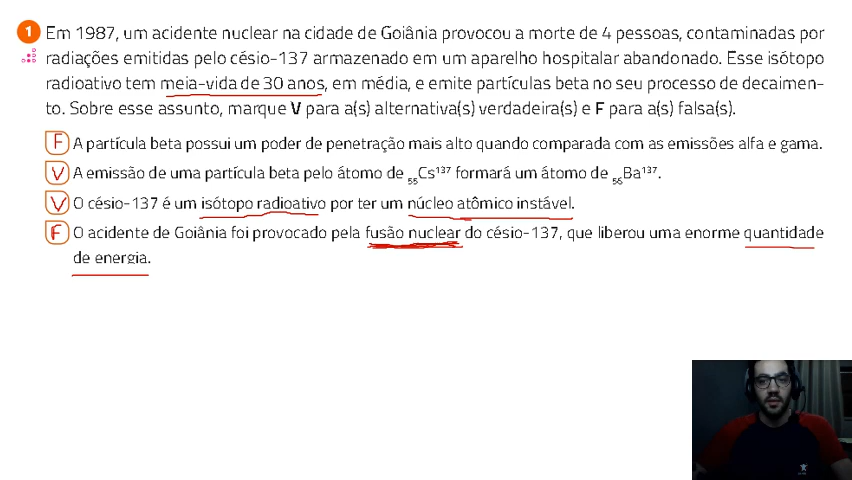 1 Em 1987, um acidente nuclear na cidade de Goiânia provocou a morte de 4 pessoas, contaminadas por
radiações emitidas pelo césio-137 armazenado em um aparelho hospitalar abandonado. Esse isótopo
radioativo tem meia-vida de 30 anos, em média, e emite partículas beta no seu processo de decaimen-
to. Sobre esse assunto, marque V para a(s) alternativa(s) verdadeira(s) e F para a(s) falsa(s).
F A partícula beta possui um poder de penetração mais alto quando comparada com as emissões alfa e gama.
V A emissão de uma partícula beta pelo átomo de ₅₅Cs¹³⁷ formará um átomo de ₅₆Ba¹³⁷.
V O césio-137 é um isótopo radioativo por ter um núcleo atômico instável.
F O acidente de Goiânia foi provocado pela fusão nuclear do césio-137, que liberou uma enorme quantidade
de energia.